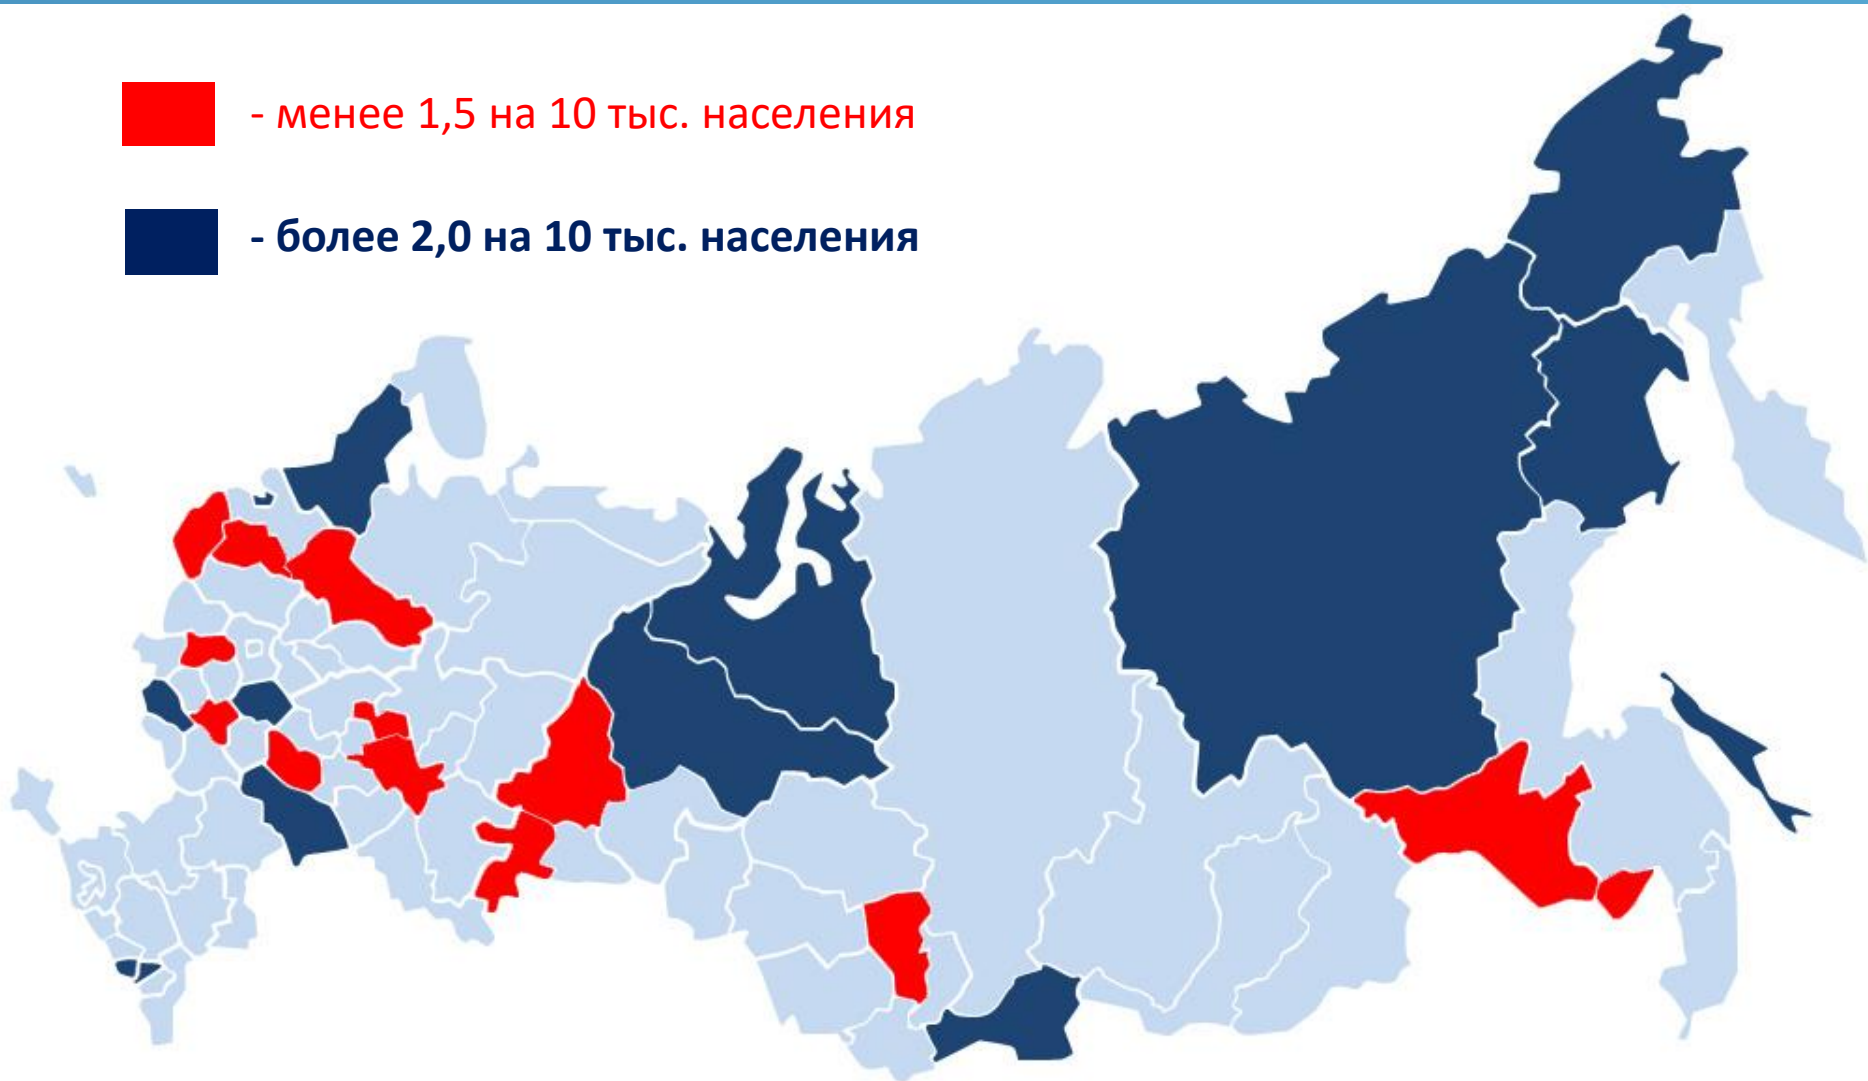 - менее 1,5 на 10 тыс. населения
- более 2,0 на 10 тыс. населения